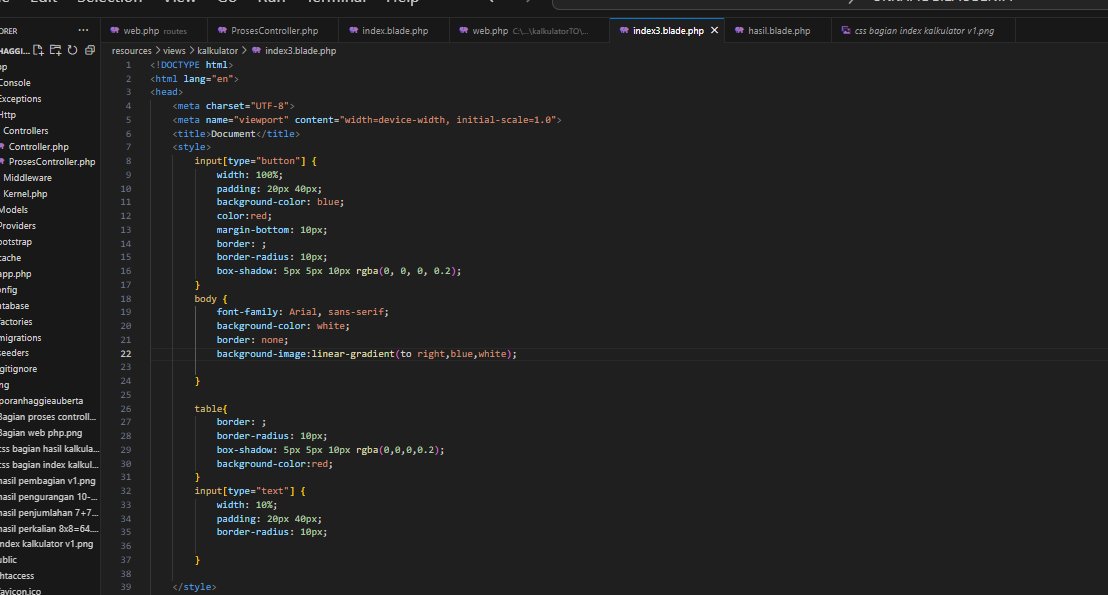 Edit Selection View Go Run Terminal Help
ORER ...
HAGGI...
pp
Console
Exceptions
Http
Controllers
Controller.php
ProsesController.php
Middleware
Kernel.php
Models
Providers
ootstrap
cache
app.php
onfig
atabase
factories
migrations
seeders
gitignore
ng
poranhaggieauberta
Bagian proses controll...
Bagian web php.png
css bagian hasil kalkula...
css bagian index kalkul...
hasil pembagian v1.png
hasil pengurangan 10-...
hasil penjumlahan 7+7...
hasil perkalian 8x8=64....
index kalkulator v1.png
ublic
htaccess
favicon.ico
web.php routes
ProsesController.php
index.blade.php
web.php C:\...\kalkulatorTO\...
index3.blade.php ×
hasil.blade.php
css bagian index kalkulator v1.png
resources > views > kalkulator > index3.blade.php
1 <!DOCTYPE html>
2 <html lang="en">
3 <head>
4 <meta charset="UTF-8">
5 <meta name="viewport" content="width=device-width, initial-scale=1.0">
6 <title>Document</title>
7 <style>
8 input[type="button"] {
9 width: 100%;
10 padding: 20px 40px;
11 background-color: blue;
12 color:red;
13 margin-bottom: 10px;
14 border: ;
15 border-radius: 10px;
16 box-shadow: 5px 5px 10px rgba(0, 0, 0, 0.2);
17 }
18 body {
19 font-family: Arial, sans-serif;
20 background-color: white;
21 border: none;
22 background-image:linear-gradient(to right,blue,white);
23
24 }
25
26 table{
27 border: ;
28 border-radius: 10px;
29 box-shadow: 5px 5px 10px rgba(0,0,0,0.2);
30 background-color:red;
31 }
32 input[type="text"] {
33 width: 10%;
34 padding: 20px 40px;
35 border-radius: 10px;
36
37 }
38
39 </style>